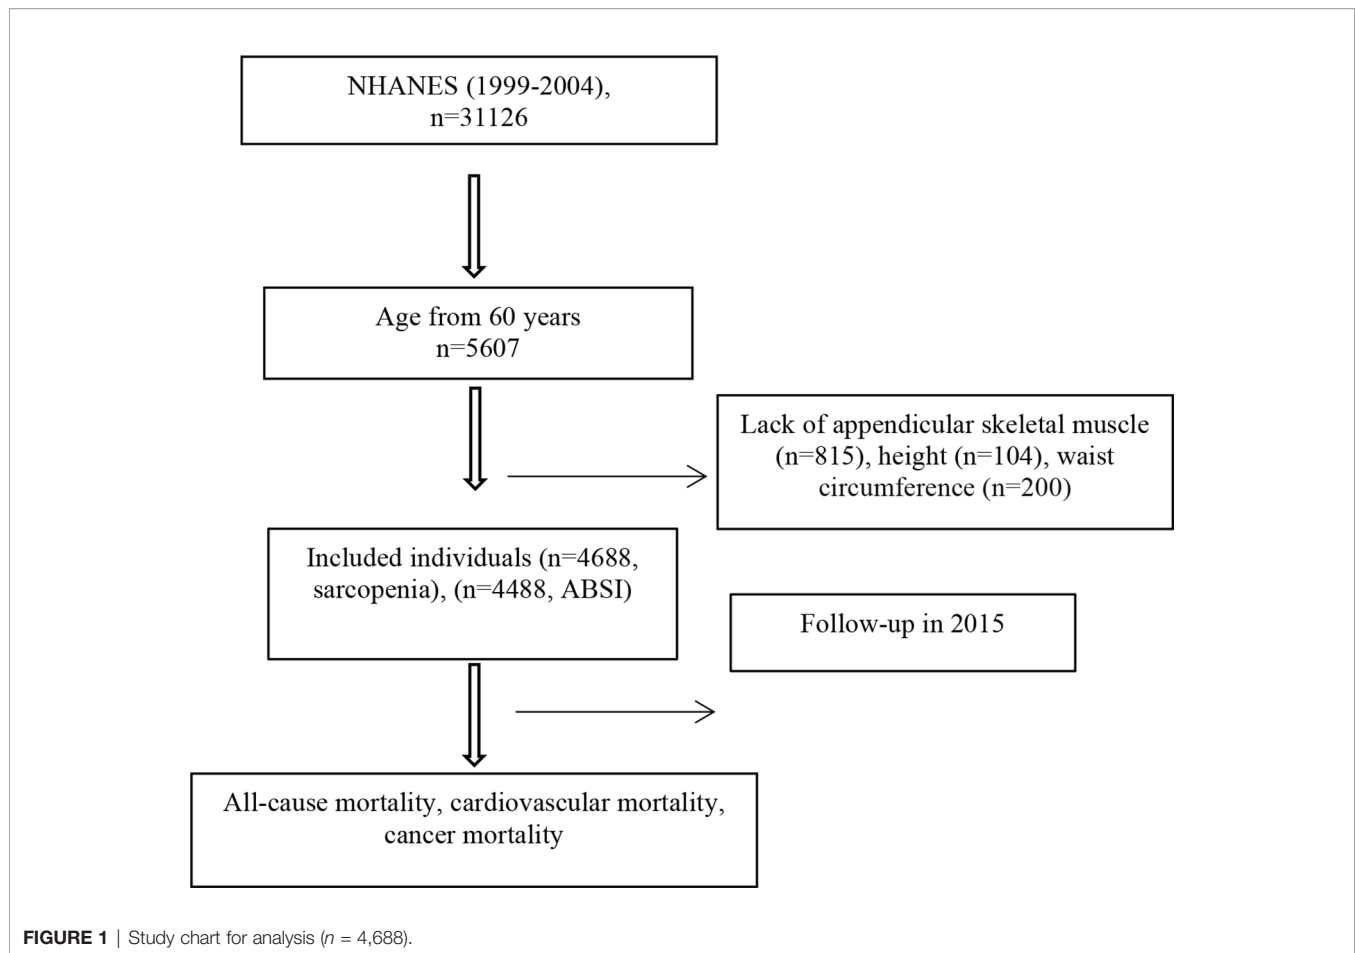 NHANES (1999-2004),
n=31126
Age from 60 years
n=5607
Lack of appendicular skeletal muscle
(n=815), height (n=104), waist
circumference (n=200)
Included individuals (n=4688,
sarcopenia), (n=4488, ABSI)
Follow-up in 2015
All-cause mortality, cardiovascular mortality,
cancer mortality
FIGURE 1 | Study chart for analysis (n = 4,688).